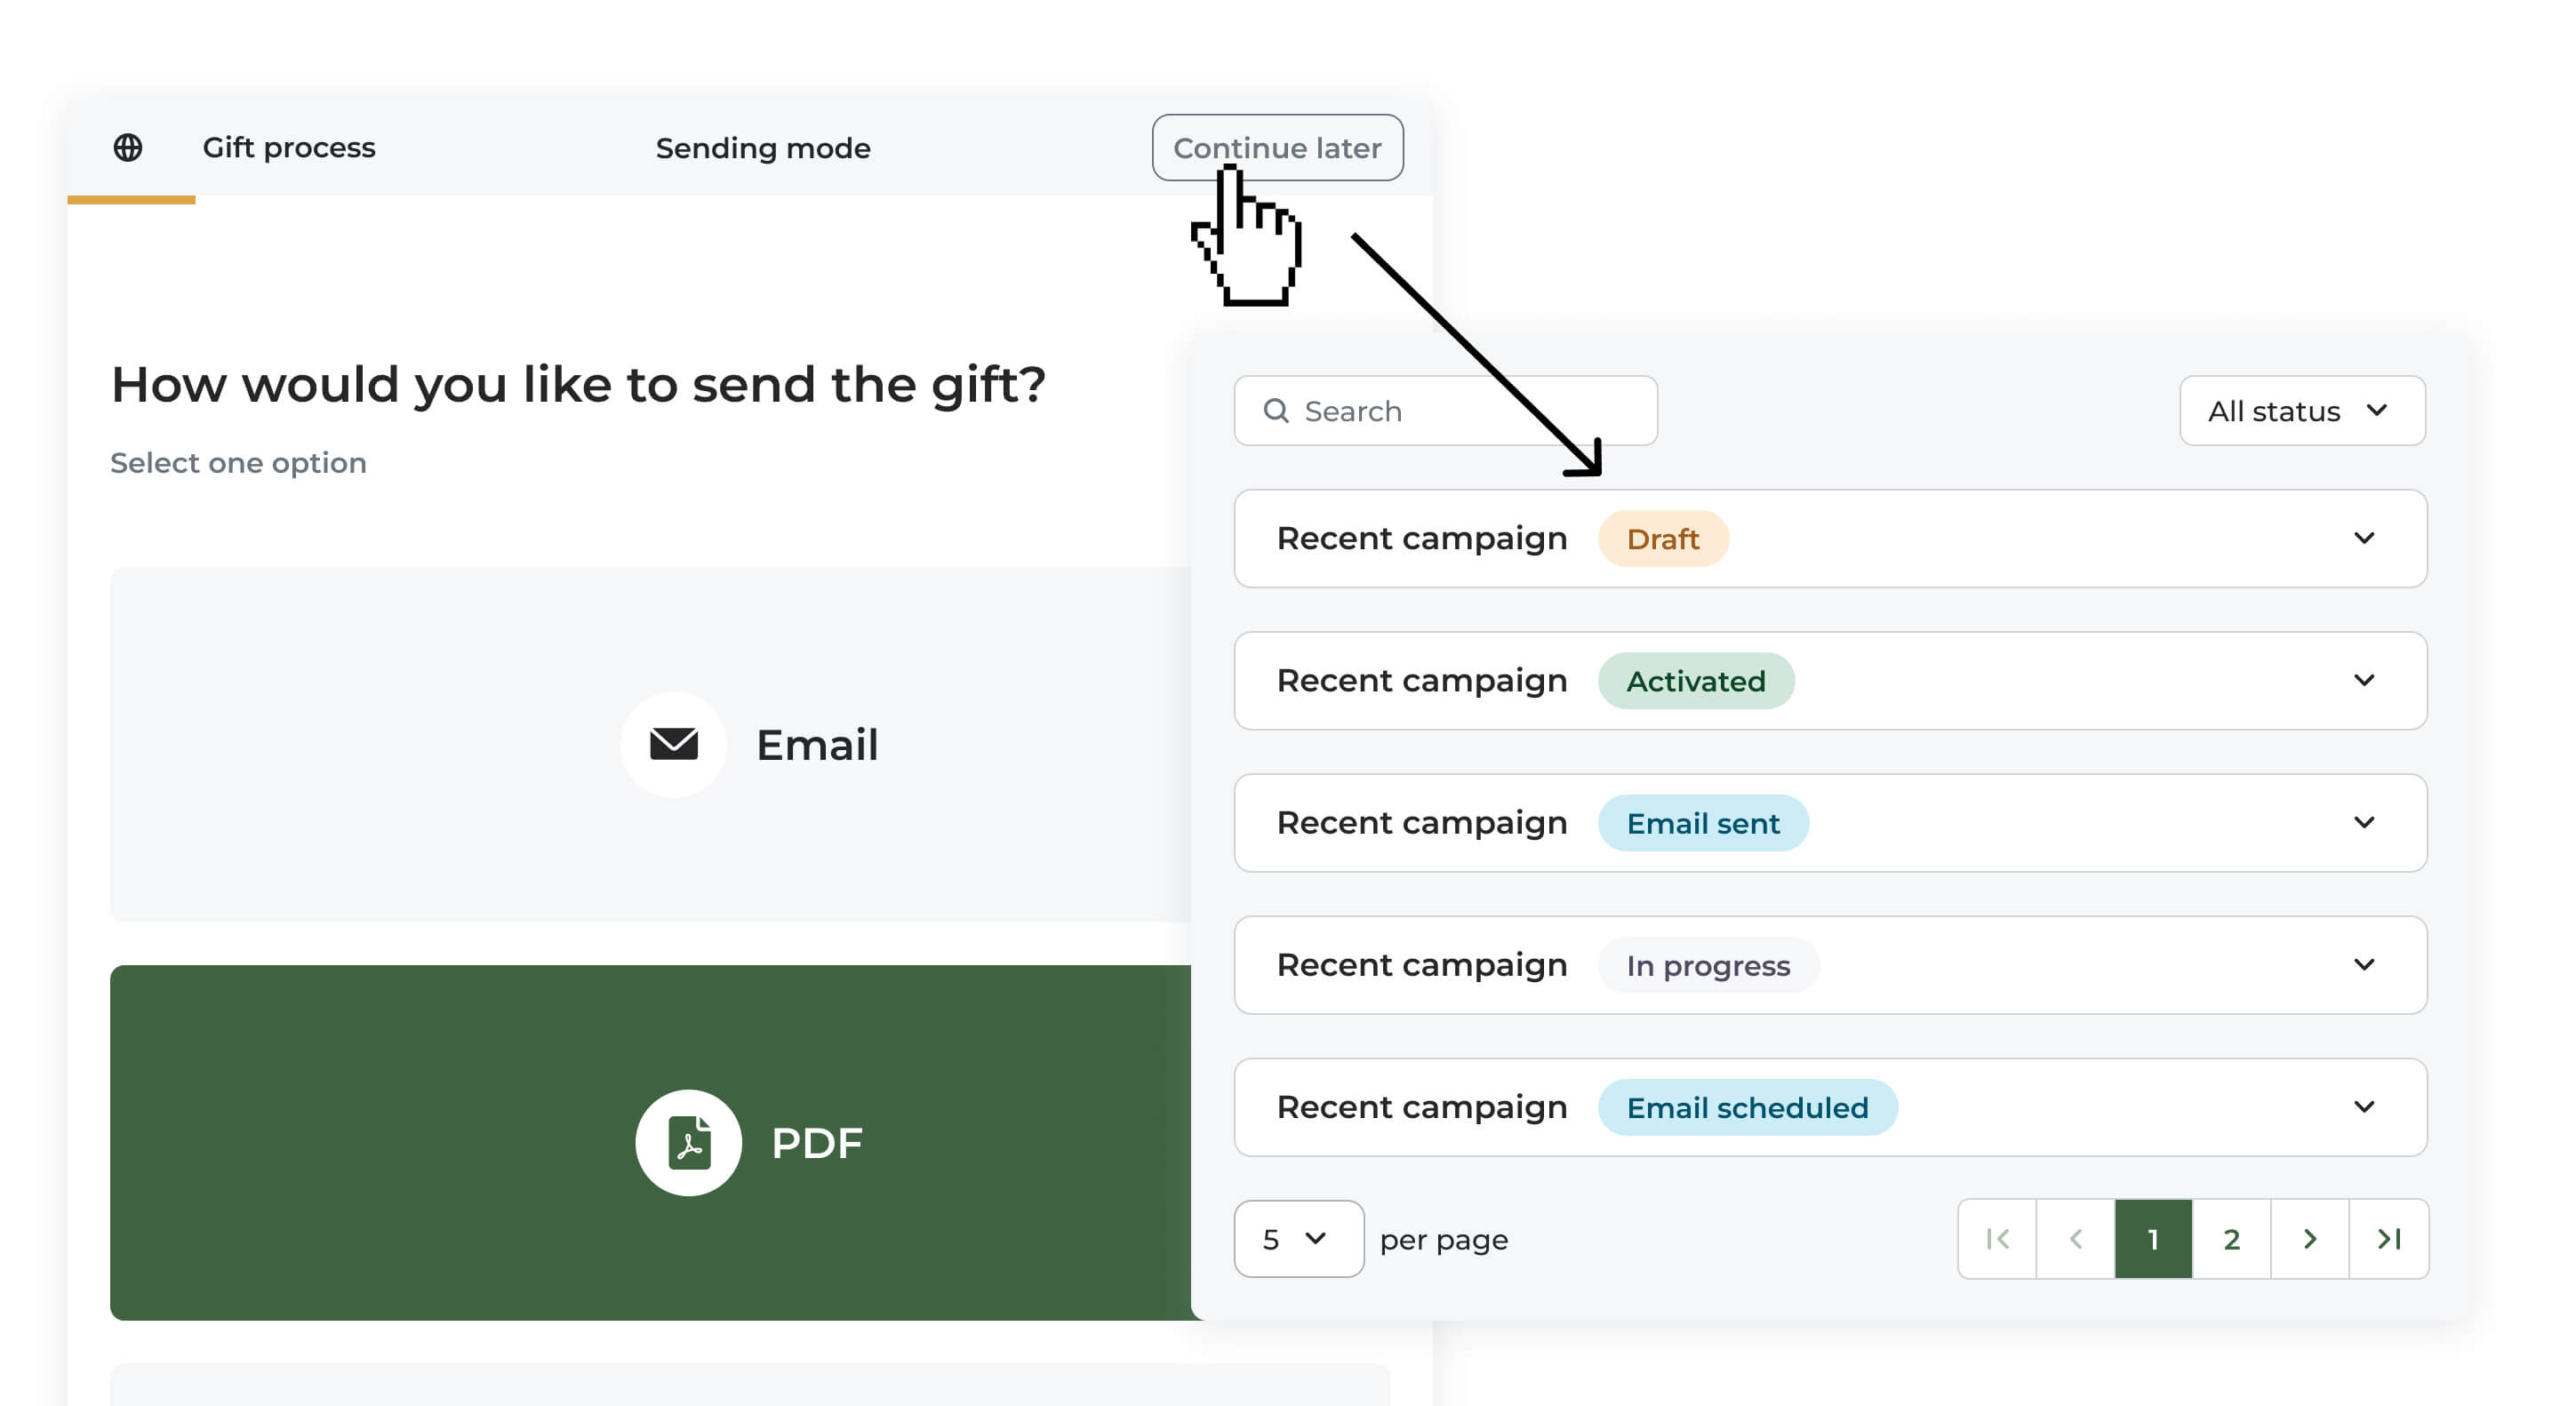 Gift process
Sending mode
Continue later
How would you like to send the gift?
Select one option
Email
PDF
Search
All status
Recent campaign Draft
Recent campaign Activated
Recent campaign Email sent
Recent campaign In progress
Recent campaign Email scheduled
5 per page
1 2